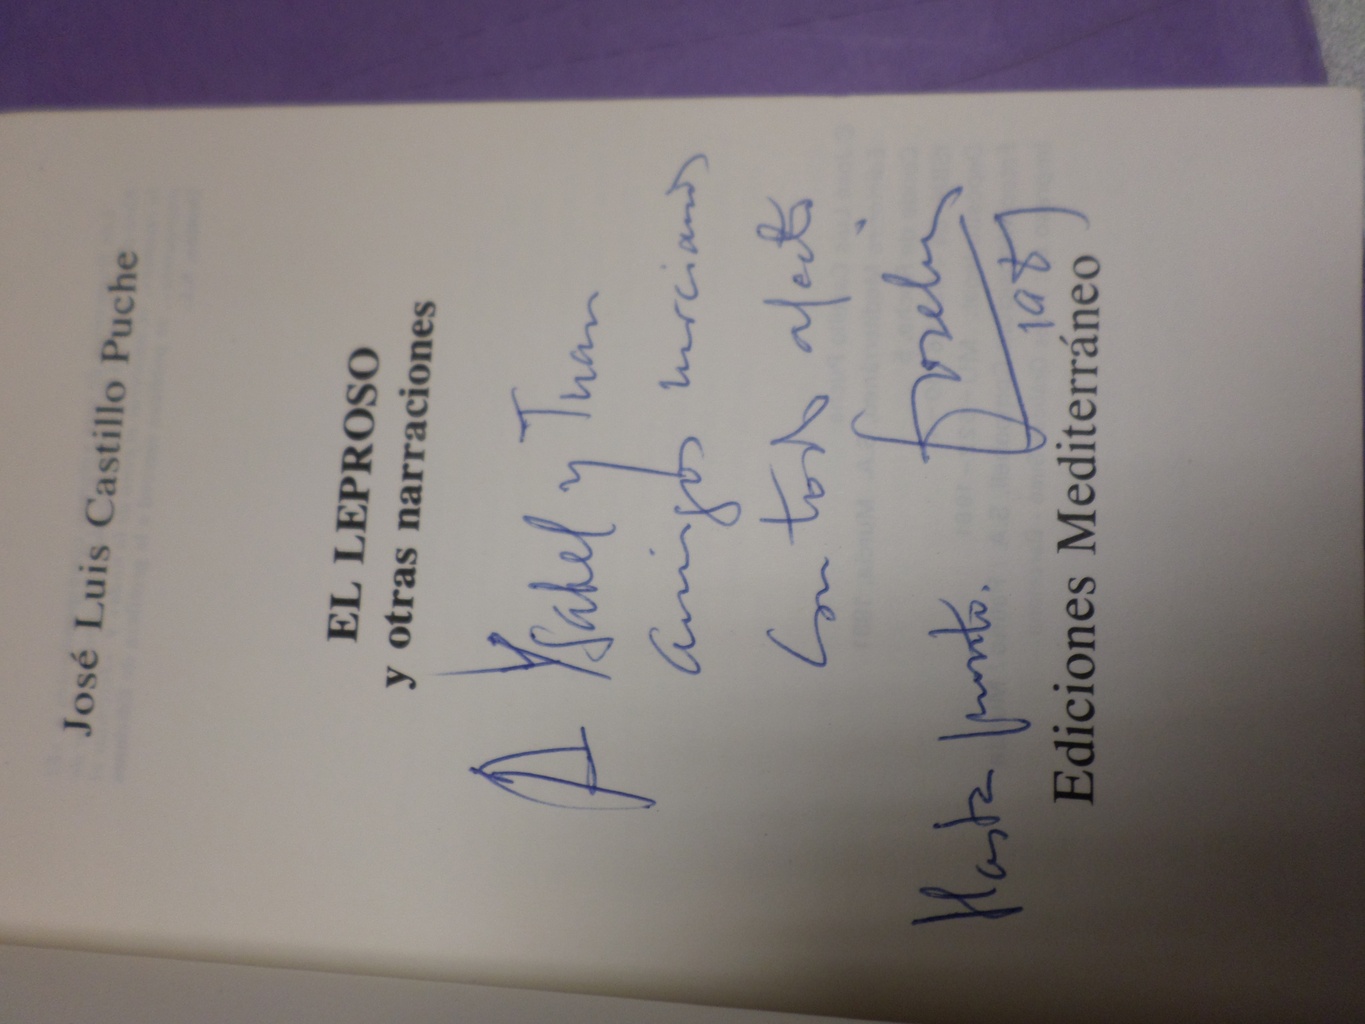 José Luis Castillo Puche
EL LEPROSO
y otras narraciones
A Ysabel y Juan
amigos murcianos
con todo afecto
Hasta pronto.
1987
Ediciones Mediterráneo